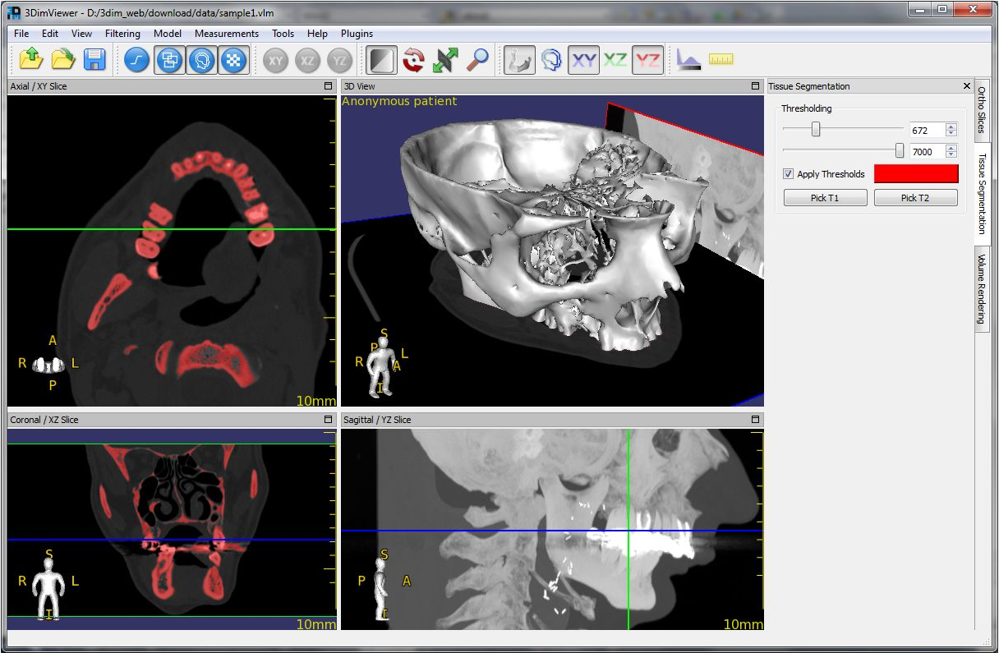 3DimViewer - D:/3dim_web/download/data/sample1.vlm
File Edit View Filtering Model Measurements Tools Help Plugins
XY XZ YZ XY XZ YZ
Axial / XY Slice
A
R L
P
10mm
3D View
Anonymous patient
S
P L
R A
I
Coronal / XZ Slice
S
R L
I
10mm
Sagittal / YZ Slice
S
P A
I
10mm
Tissue Segmentation
Thresholding
672
7000
Apply Thresholds
Pick T1 Pick T2
Ortho Slices
Tissue Segmentation
Volume Rendering